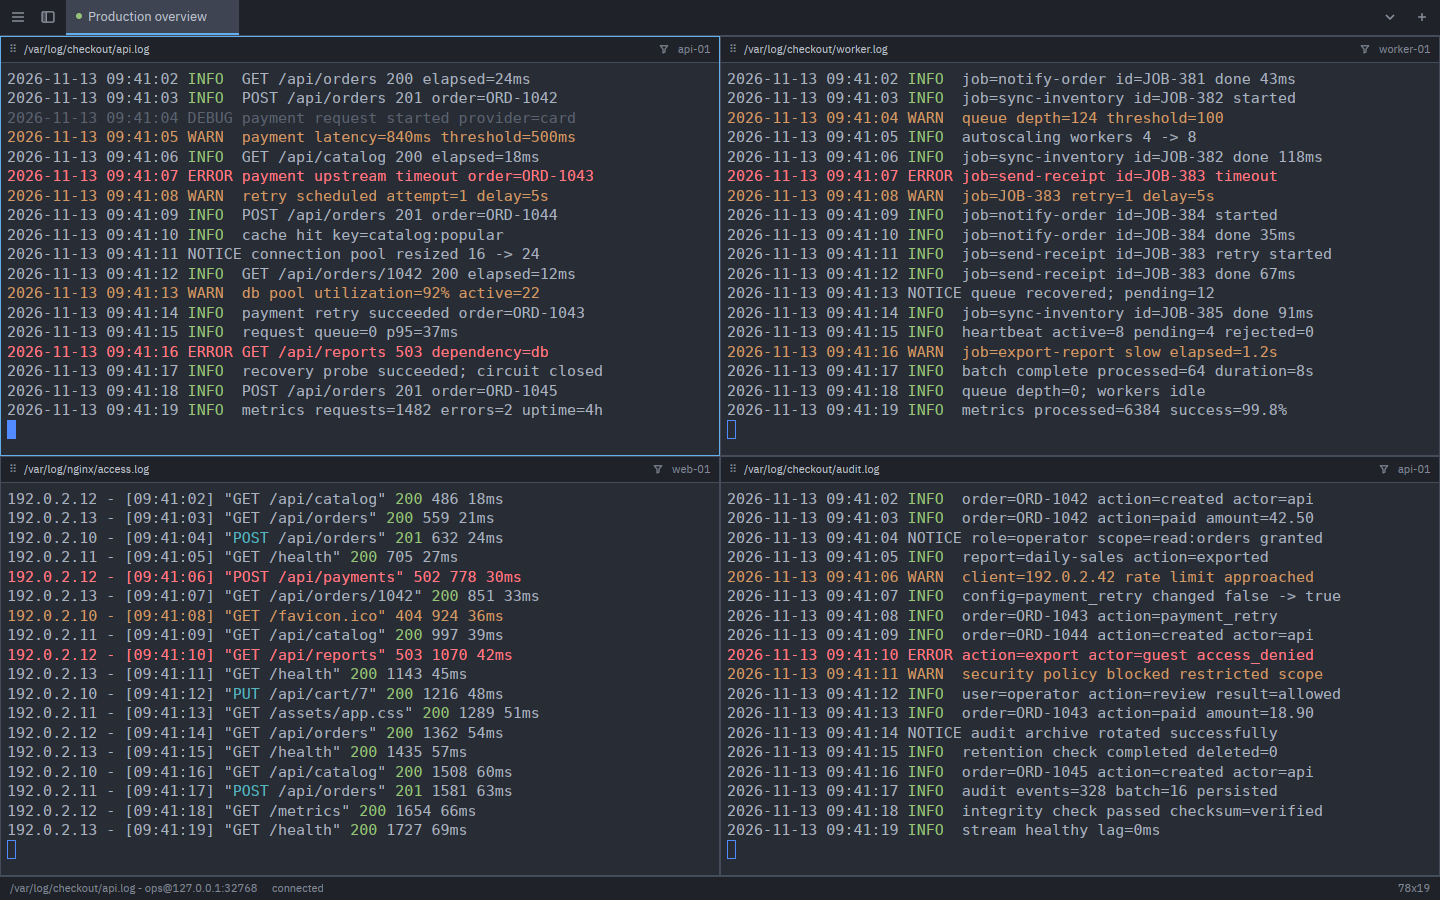 Production overview
/var/log/checkout/api.log api-01
2026-11-13 09:41:02 INFO  GET /api/orders 200 elapsed=24ms
2026-11-13 09:41:03 INFO  POST /api/orders 201 order=ORD-1042
2026-11-13 09:41:04 DEBUG payment request started provider=card
2026-11-13 09:41:05 WARN  payment latency=840ms threshold=500ms
2026-11-13 09:41:06 INFO  GET /api/catalog 200 elapsed=18ms
2026-11-13 09:41:07 ERROR payment upstream timeout order=ORD-1043
2026-11-13 09:41:08 WARN  retry scheduled attempt=1 delay=5s
2026-11-13 09:41:09 INFO  POST /api/orders 201 order=ORD-1044
2026-11-13 09:41:10 INFO  cache hit key=catalog:popular
2026-11-13 09:41:11 NOTICE connection pool resized 16 -> 24
2026-11-13 09:41:12 INFO  GET /api/orders/1042 200 elapsed=12ms
2026-11-13 09:41:13 WARN  db pool utilization=92% active=22
2026-11-13 09:41:14 INFO  payment retry succeeded order=ORD-1043
2026-11-13 09:41:15 INFO  request queue=0 p95=37ms
2026-11-13 09:41:16 ERROR GET /api/reports 503 dependency=db
2026-11-13 09:41:17 INFO  recovery probe succeeded; circuit closed
2026-11-13 09:41:18 INFO  POST /api/orders 201 order=ORD-1045
2026-11-13 09:41:19 INFO  metrics requests=1482 errors=2 uptime=4h
/var/log/checkout/worker.log worker-01
2026-11-13 09:41:02 INFO  job=notify-order id=JOB-381 done 43ms
2026-11-13 09:41:03 INFO  job=sync-inventory id=JOB-382 started
2026-11-13 09:41:04 WARN  queue depth=124 threshold=100
2026-11-13 09:41:05 INFO  autoscaling workers 4 -> 8
2026-11-13 09:41:06 INFO  job=sync-inventory id=JOB-382 done 118ms
2026-11-13 09:41:07 ERROR job=send-receipt id=JOB-383 timeout
2026-11-13 09:41:08 WARN  job=JOB-383 retry=1 delay=5s
2026-11-13 09:41:09 INFO  job=notify-order id=JOB-384 started
2026-11-13 09:41:10 INFO  job=notify-order id=JOB-384 done 35ms
2026-11-13 09:41:11 INFO  job=send-receipt id=JOB-383 retry started
2026-11-13 09:41:12 INFO  job=send-receipt id=JOB-383 done 67ms
2026-11-13 09:41:13 NOTICE queue recovered; pending=12
2026-11-13 09:41:14 INFO  job=sync-orders id=JOB-385 done 91ms
2026-11-13 09:41:15 INFO  heartbeat active=8 pending=4 rejected=0
2026-11-13 09:41:16 WARN  job=export-report slow elapsed=1.2s
2026-11-13 09:41:17 INFO  batch complete processed=64 duration=8s
2026-11-13 09:41:18 INFO  queue depth=0; workers idle
2026-11-13 09:41:19 INFO  metrics processed=6384 success=99.8%
/var/log/nginx/access.log web-01
192.0.2.12 - [09:41:02] "GET /api/catalog" 200 486 18ms
192.0.2.13 - [09:41:03] "GET /api/orders" 200 559 21ms
192.0.2.10 - [09:41:04] "POST /api/orders" 201 632 24ms
192.0.2.11 - [09:41:05] "GET /health" 200 705 27ms
192.0.2.12 - [09:41:06] "POST /api/payments" 502 778 30ms
192.0.2.13 - [09:41:07] "GET /api/orders/1042" 200 851 33ms
192.0.2.10 - [09:41:08] "GET /favicon.ico" 404 924 36ms
192.0.2.11 - [09:41:09] "GET /api/catalog" 200 997 39ms
192.0.2.12 - [09:41:10] "GET /api/reports" 503 1070 42ms
192.0.2.13 - [09:41:11] "GET /health" 200 1143 45ms
192.0.2.10 - [09:41:12] "PUT /api/cart/7" 200 1216 48ms
192.0.2.11 - [09:41:13] "GET /assets/app.css" 200 1289 51ms
192.0.2.12 - [09:41:14] "GET /api/orders" 200 1362 54ms
192.0.2.13 - [09:41:15] "GET /health" 200 1435 57ms
192.0.2.10 - [09:41:16] "GET /api/catalog" 200 1508 60ms
192.0.2.11 - [09:41:17] "POST /api/orders" 201 1581 63ms
192.0.2.12 - [09:41:18] "GET /metrics" 200 1654 66ms
192.0.2.13 - [09:41:19] "GET /health" 200 1727 69ms
/var/log/checkout/audit.log api-01
2026-11-13 09:41:02 INFO  order=ORD-1042 action=created actor=api
2026-11-13 09:41:03 INFO  order=ORD-1042 action=paid amount=42.50
2026-11-13 09:41:04 NOTICE role=operator scope=read:orders granted
2026-11-13 09:41:05 INFO  report=daily-sales action=exported
2026-11-13 09:41:06 WARN  client=192.0.2.42 rate limit approached
2026-11-13 09:41:07 INFO  config=payment_retry changed false -> true
2026-11-13 09:41:08 INFO  order=ORD-1043 action=payment_retry
2026-11-13 09:41:09 INFO  order=ORD-1044 action=created actor=api
2026-11-13 09:41:10 ERROR action=export actor=guest access_denied
2026-11-13 09:41:11 WARN  security policy blocked restricted scope
2026-11-13 09:41:12 INFO  user=operator action=review result=allowed
2026-11-13 09:41:13 INFO  order=ORD-1043 action=paid amount=18.90
2026-11-13 09:41:14 NOTICE audit archive rotated successfully
2026-11-13 09:41:15 INFO  retention check completed deleted=0
2026-11-13 09:41:16 INFO  order=ORD-1045 action=created actor=api
2026-11-13 09:41:17 INFO  audit events=328 batch=16 persisted
2026-11-13 09:41:18 INFO  integrity check passed checksum=verified
2026-11-13 09:41:19 INFO  stream healthy lag=0ms
/var/log/checkout/api.log - ops@127.0.0.1:32768 connected 78x19